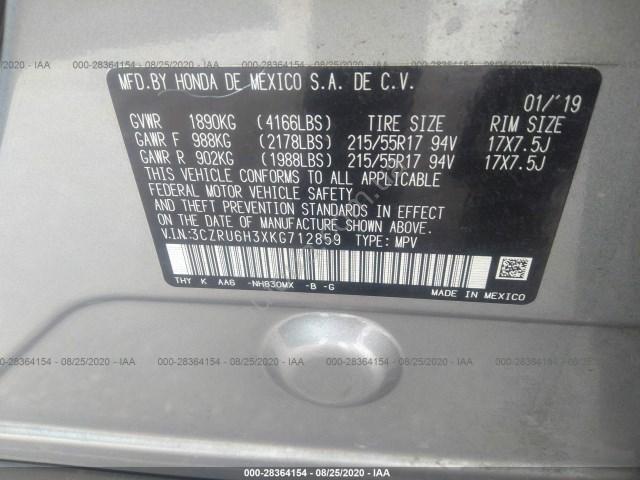 000-28364154 - 08/25/2020 - IAA 000-28364154 - 08/25/2020 - IAA 000-28364154 - 08/25/2020 - IAA
MFD.BY HONDA DE MEXICO S.A. DE C.V.
01/'19
GVWR 1890KG (4166LBS) TIRE SIZE RIM SIZE
GAWR F 988KG (2178LBS) 215/55R17 94V 17X7.5J
GAWR R 902KG (1988LBS) 215/55R17 94V 17X7.5J
THIS VEHICLE CONFORMS TO ALL APPLICABLE
FEDERAL MOTOR VEHICLE SAFETY
AND THEFT PREVENTION STANDARDS IN EFFECT
ON THE DATE OF MANUFACTURE SHOWN ABOVE.
V.I.N:3CZRU6H3XKG712859 TYPE: MPV
THY K AA6 -NH830MX -B -G
MADE IN MEXICO
000-28364154 - 08/25/2020 - IAA 000-28364154 - 08/25/2020 - IAA 000-28364154 - 08/25/2020 - IAA
000-28364154 - 08/25/2020 - IAA